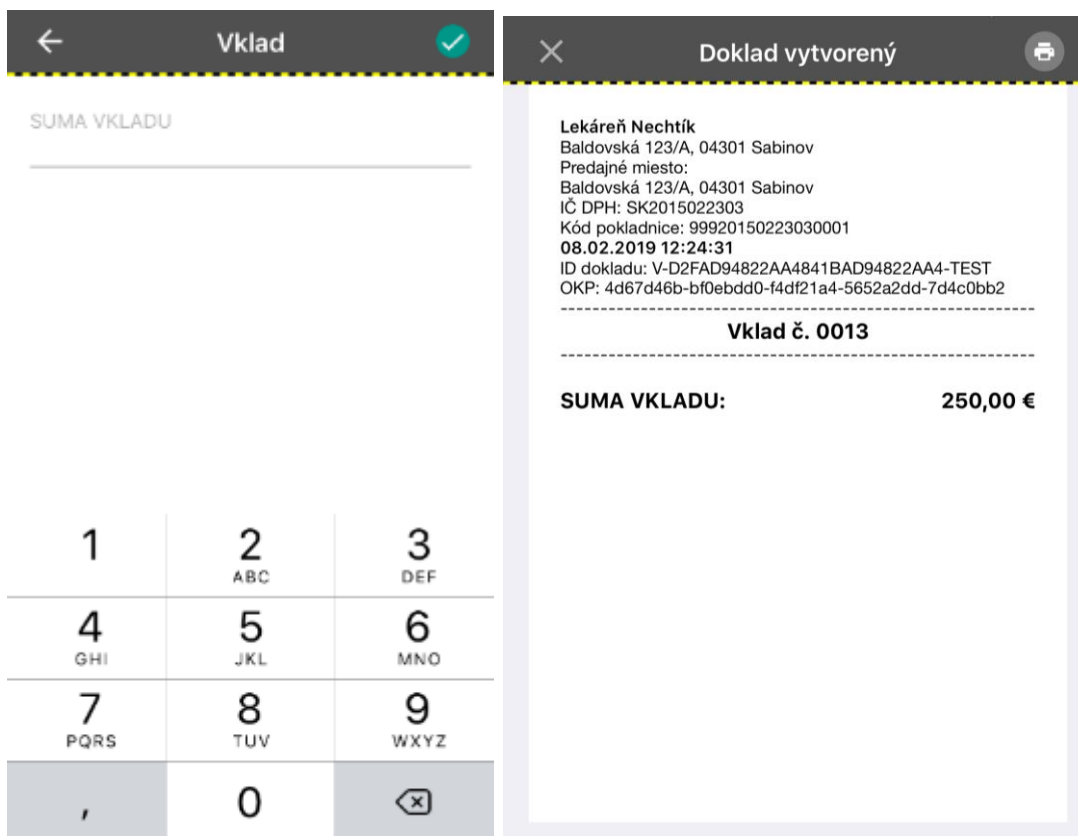 Vklad
SUMA VKLADU
1
2
ABC
3
DEF
4
GHI
5
JKL
6
MNO
7
PQRS
8
TUV
9
WXYZ
,
0
Doklad vytvorený
Lekáreň Nechtík
Baldovská 123/A, 04301 Sabinov
Predajné miesto:
Baldovská 123/A, 04301 Sabinov
IČ DPH: SK2015022303
Kód pokladnice: 99920150223030001
08.02.2019 12:24:31
ID dokladu: V-D2FAD94822AA4841BAD94822AA4-TEST
OKP: 4d67d46b-bf0ebdd0-f4df21a4-5652a2dd-7d4c0bb2
Vklad č. 0013
SUMA VKLADU: 250,00 €